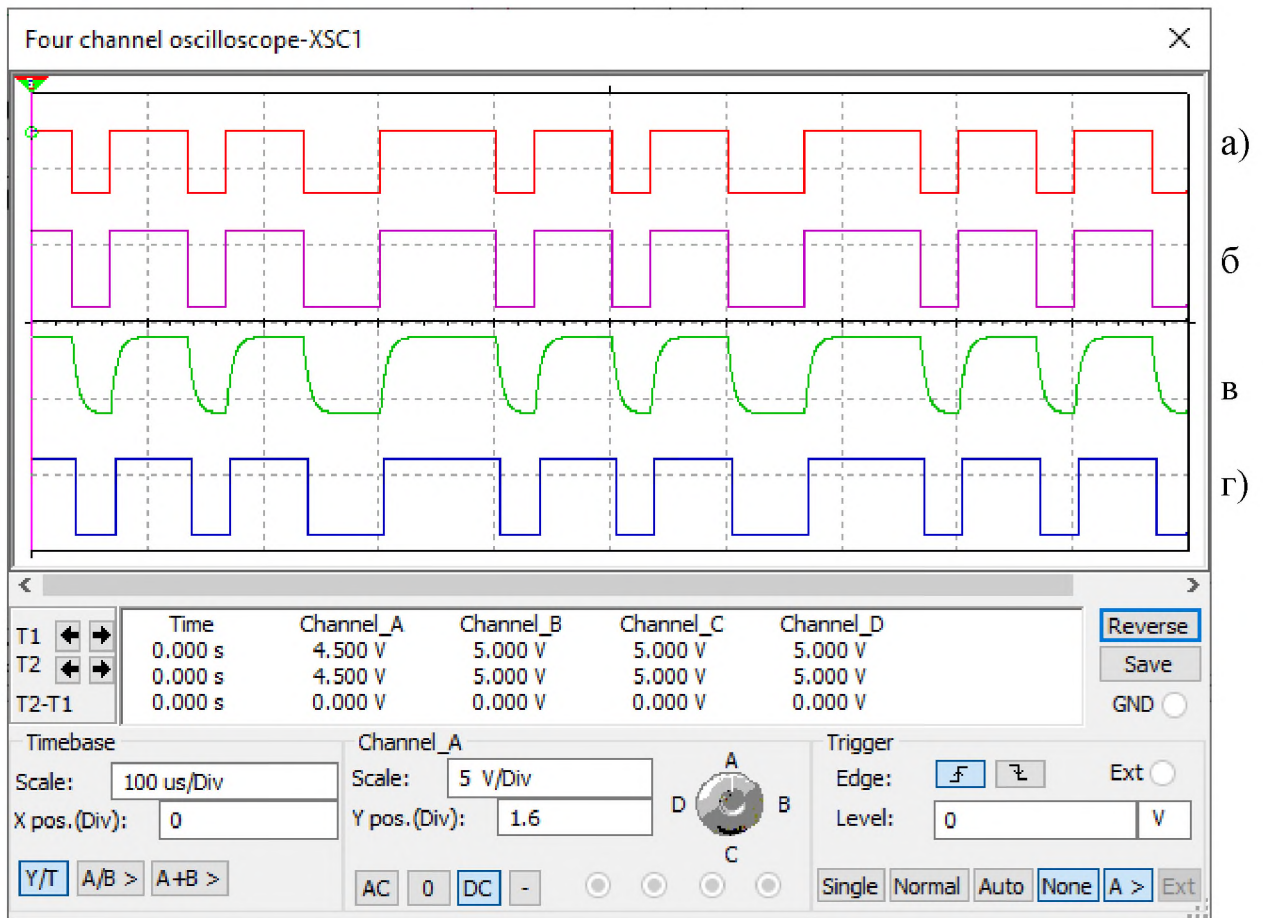 Four channel oscilloscope-XSC1
а)
б
в
г)
T1
T2
T2-T1
Time Channel_A Channel_B Channel_C Channel_D
0.000 s 4.500 V 5.000 V 5.000 V 5.000 V
0.000 s 4.500 V 5.000 V 5.000 V 5.000 V
0.000 s 0.000 V 0.000 V 0.000 V 0.000 V
Reverse
Save
GND
Timebase
Scale: 100 us/Div
X pos.(Div): 0
Y/T A/B > A+B >
Channel_A
Scale: 5 V/Div
Y pos.(Div): 1.6
AC 0 DC -
A
D B
C
Trigger
Edge: Ext
Level: 0 V
Single Normal Auto None A > Ext